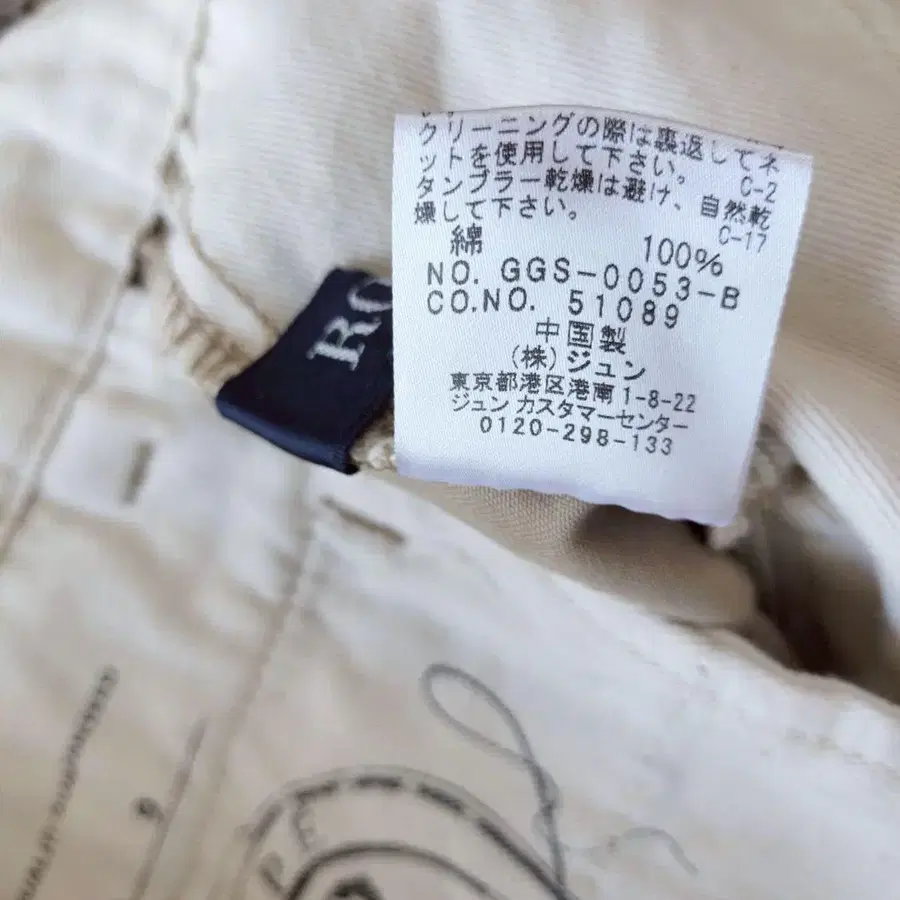 クリーニングの際は裏返してネ
ットを使用して下さい。 C-2
タンブラー乾燥は避け、自然乾
燥して下さい。 C-17
綿 100%
NO. GGS-0053-B
CO.NO. 51089
中国製
(株)ジュン
東京都港区港南1-8-22
ジュン カスタマーセンター
0120-298-133
RO